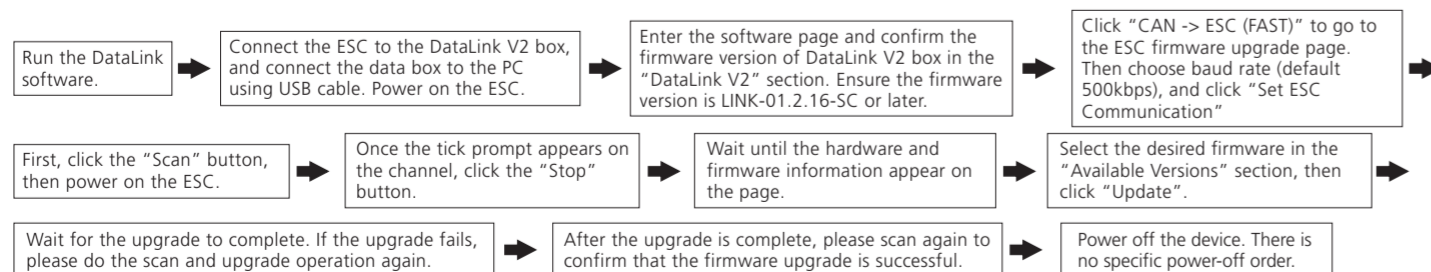 Run the DataLink
software.
Connect the ESC to the DataLink V2 box,
and connect the data box to the PC
using USB cable. Power on the ESC.
Enter the software page and confirm the
firmware version of DataLink V2 box in the
“DataLink V2” section. Ensure the firmware
version is LINK-01.2.16-SC or later.
Click “CAN -> ESC (FAST)” to go to
the ESC firmware upgrade page.
Then choose baud rate (default
500kbps), and click “Set ESC
Communication”
First, click the “Scan” button,
then power on the ESC.
Once the tick prompt appears on
the channel, click the “Stop”
button.
Wait until the hardware and
firmware information appear on
the page.
Select the desired firmware in the
“Available Versions” section, then
click “Update”.
Wait for the upgrade to complete. If the upgrade fails,
please do the scan and upgrade operation again.
After the upgrade is complete, please scan again to
confirm that the firmware upgrade is successful.
Power off the device. There is
no specific power-off order.